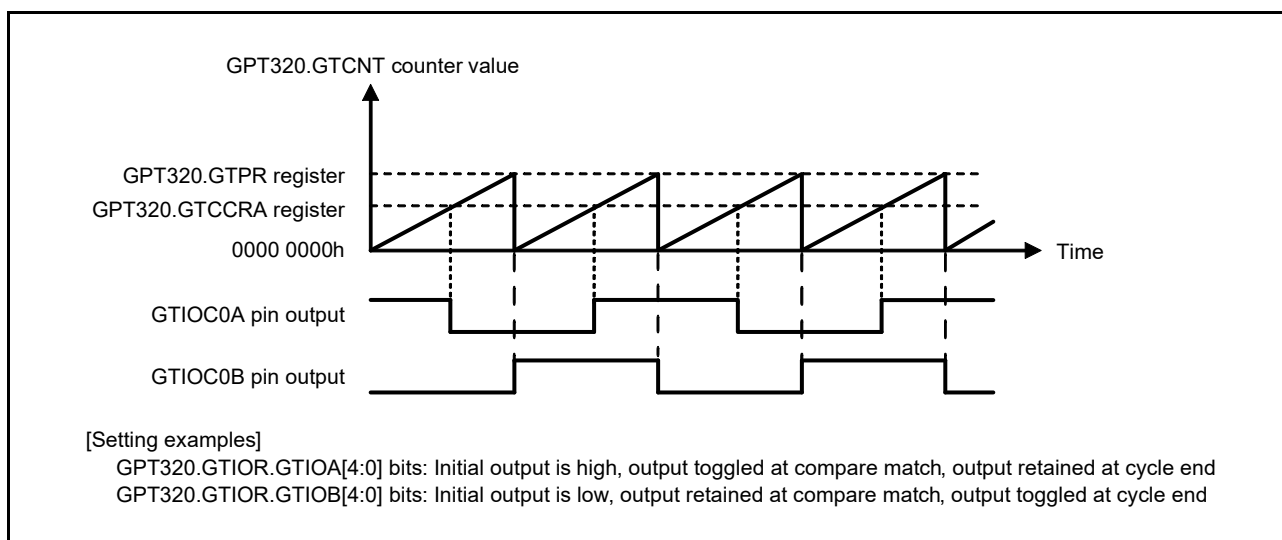 GPT320.GTCNT counter value
GPT320.GTPR register
GPT320.GTCCRA register
0000 0000h
Time
GTIOC0A pin output
GTIOC0B pin output
[Setting examples]
GPT320.GTIOR.GTIOA[4:0] bits: Initial output is high, output toggled at compare match, output retained at cycle end
GPT320.GTIOR.GTIOB[4:0] bits: Initial output is low, output retained at compare match, output toggled at cycle end